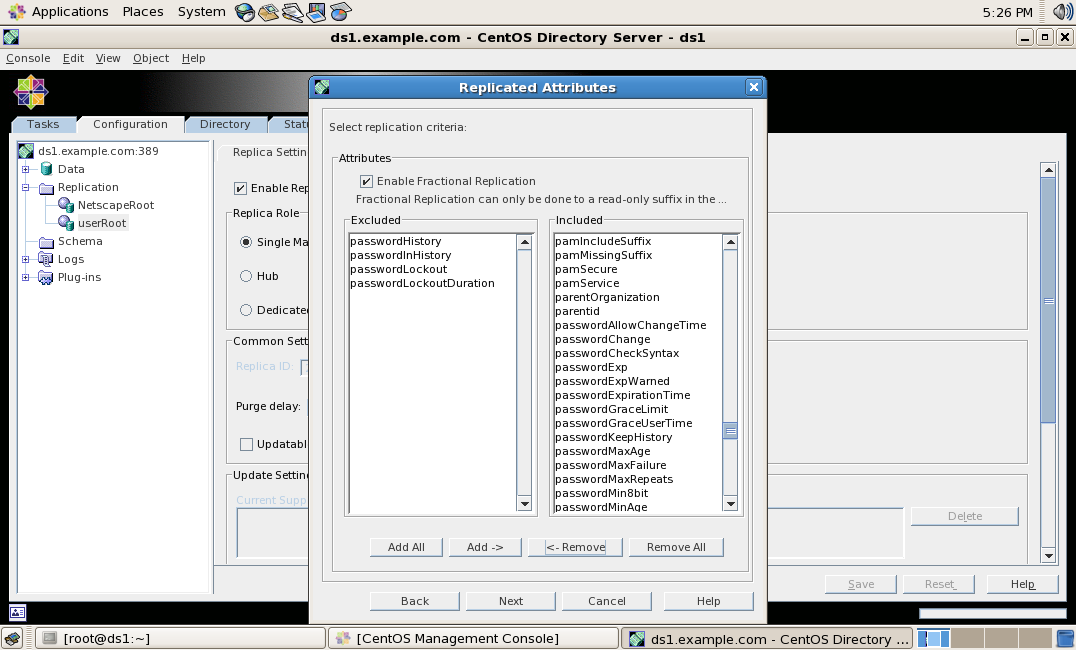 Applications Places System 5:26 PM
ds1.example.com - CentOS Directory Server - ds1
Console Edit View Object Help
Replicated Attributes
Tasks Configuration Directory Statu
ds1.example.com:389
Data
Replication
NetscapeRoot
userRoot
Schema
Logs
Plug-ins
Replica Settin
Enable Rep
Replica Role
Single Ma
Hub
Dedicated
Common Sett
Replica ID:
Purge delay:
Updatabl
Update Settin
Current Supp
Select replication criteria:
Attributes
Enable Fractional Replication
Fractional Replication can only be done to a read-only suffix in the ...
Excluded
passwordHistory
passwordInHistory
passwordLockout
passwordLockoutDuration
Included
pamIncludeSuffix
pamMissingSuffix
pamSecure
pamService
parentOrganization
parentid
passwordAllowChangeTime
passwordChange
passwordCheckSyntax
passwordExp
passwordExpWarned
passwordExpirationTime
passwordGraceLimit
passwordGraceUserTime
passwordKeepHistory
passwordMaxAge
passwordMaxFailure
passwordMaxRepeats
passwordMin8bit
passwordMinAge
Add All Add -> <- Remove Remove All
Back Next Cancel Help
Delete
Save Reset Help
[root@ds1:~] [CentOS Management Console] ds1.example.com - CentOS Directory ...